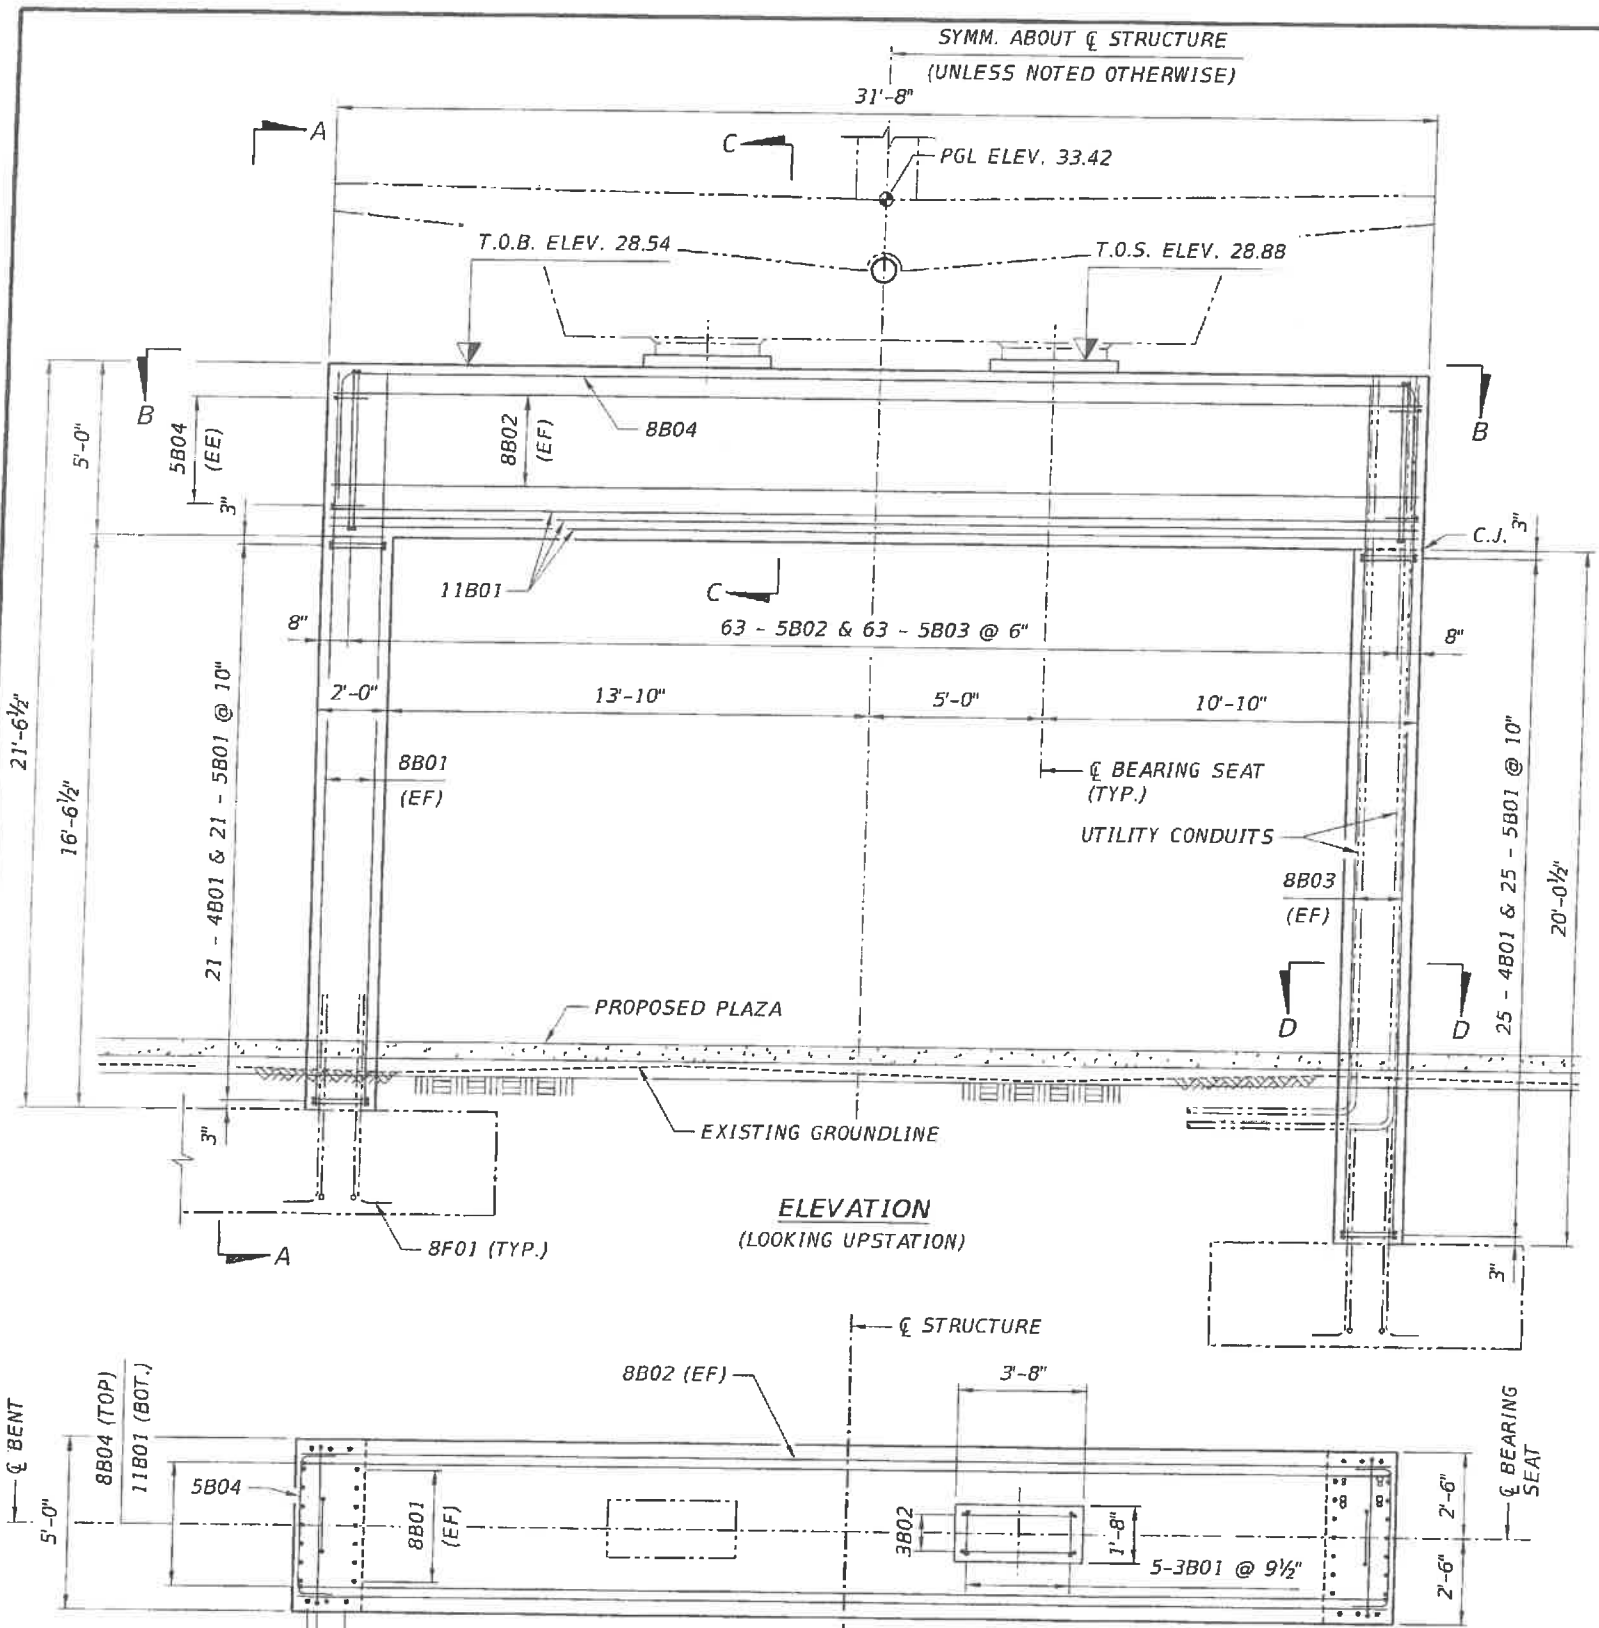 SYMM. ABOUT ℄ STRUCTURE
(UNLESS NOTED OTHERWISE)
31'-8"
A
C
PGL ELEV. 33.42
T.O.B. ELEV. 28.54
T.O.S. ELEV. 28.88
B
B
5'-0"
5B04
(EE)
8B02
(EF)
8B04
3"
C.J.
3"
11B01
C
8"
63 - 5B02 & 63 - 5B03 @ 6"
8"
2'-0"
13'-10"
5'-0"
10'-10"
21'-6½"
16'-6½"
21 - 4B01 & 21 - 5B01 @ 10"
8B01
(EF)
℄ BEARING SEAT
(TYP.)
UTILITY CONDUITS
8B03
(EF)
25 - 4B01 & 25 - 5B01 @ 10"
20'-0½"
PROPOSED PLAZA
D
D
3"
EXISTING GROUNDLINE
ELEVATION
(LOOKING UPSTATION)
8F01 (TYP.)
A
3"
℄ STRUCTURE
8B02 (EF)
3'-8"
℄ BENT
8B04 (TOP)
11B01 (BOT.)
5B04
5'-0"
8B01
(EF)
3B02
1'-8"
5-3B01 @ 9½"
2'-6"
2'-6"
℄ BEARING
SEAT